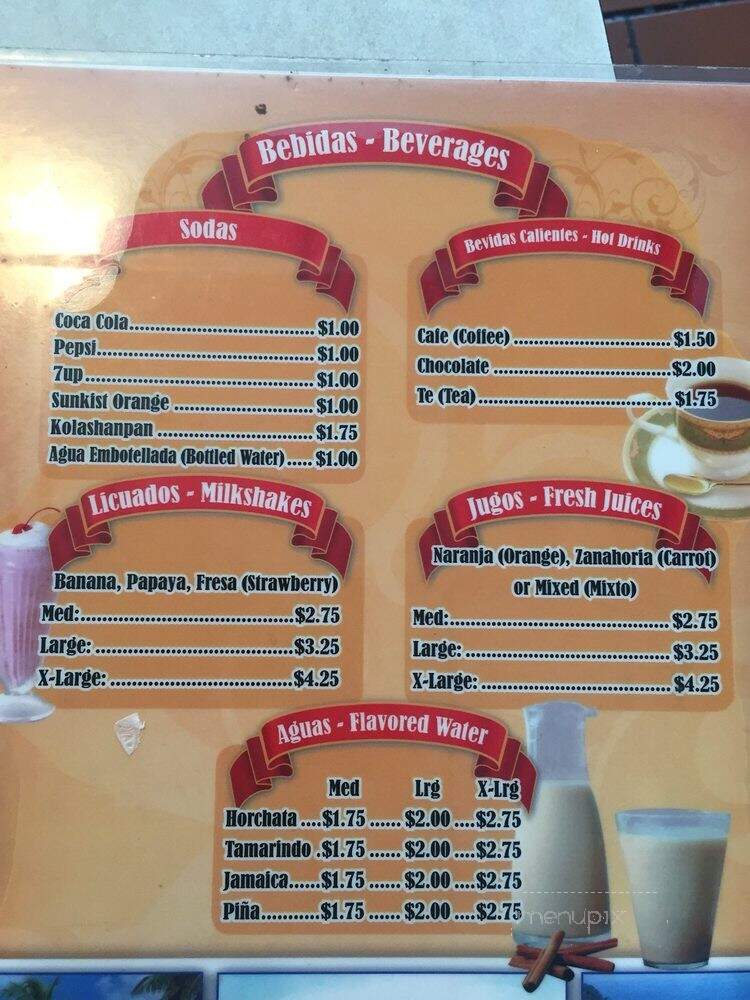 Bebidas - Beverages
Sodas
Coca Cola..............................$1.00
Pepsi...................................$1.00
7up......................................$1.00
Sunkist Orange.......................$1.00
Kolashanpan..........................$1.75
Agua Embotellada (Bottled Water).....$1.00
Bevidas Calientes - Hot Drinks
Cafe (Coffee)..........................$1.50
Chocolate..............................$2.00
Te (Tea)................................$1.75
Licuados - Milkshakes
Banana, Papaya, Fresa (Strawberry)
Med:...................................$2.75
Large:.................................$3.25
X-Large:...............................$4.25
Jugos - Fresh Juices
Naranja (Orange), Zanahoria (Carrot)
or Mixed (Mixto)
Med:...................................$2.75
Large:.................................$3.25
X-Large:...............................$4.25
Aguas - Flavored Water
Med Lrg X-Lrg
Horchata....$1.75......$2.00....$2.75
Tamarindo.$1.75......$2.00....$2.75
Jamaica.....$1.75......$2.00....$2.75
Piña.........$1.75......$2.00....$2.75
menupix